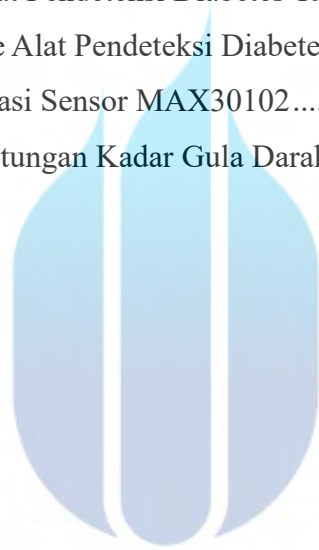 e Alat Pendeteksi Diabete
asi Sensor MAX30102....
tungan Kadar Gula Darah